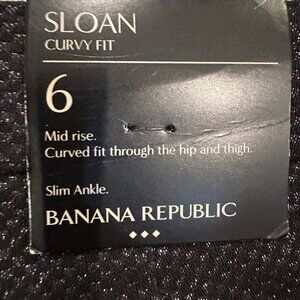 SLOAN
CURVY FIT
6
Mid rise.
Curved fit through the hip and thigh.
Slim Ankle.
BANANA REPUBLIC